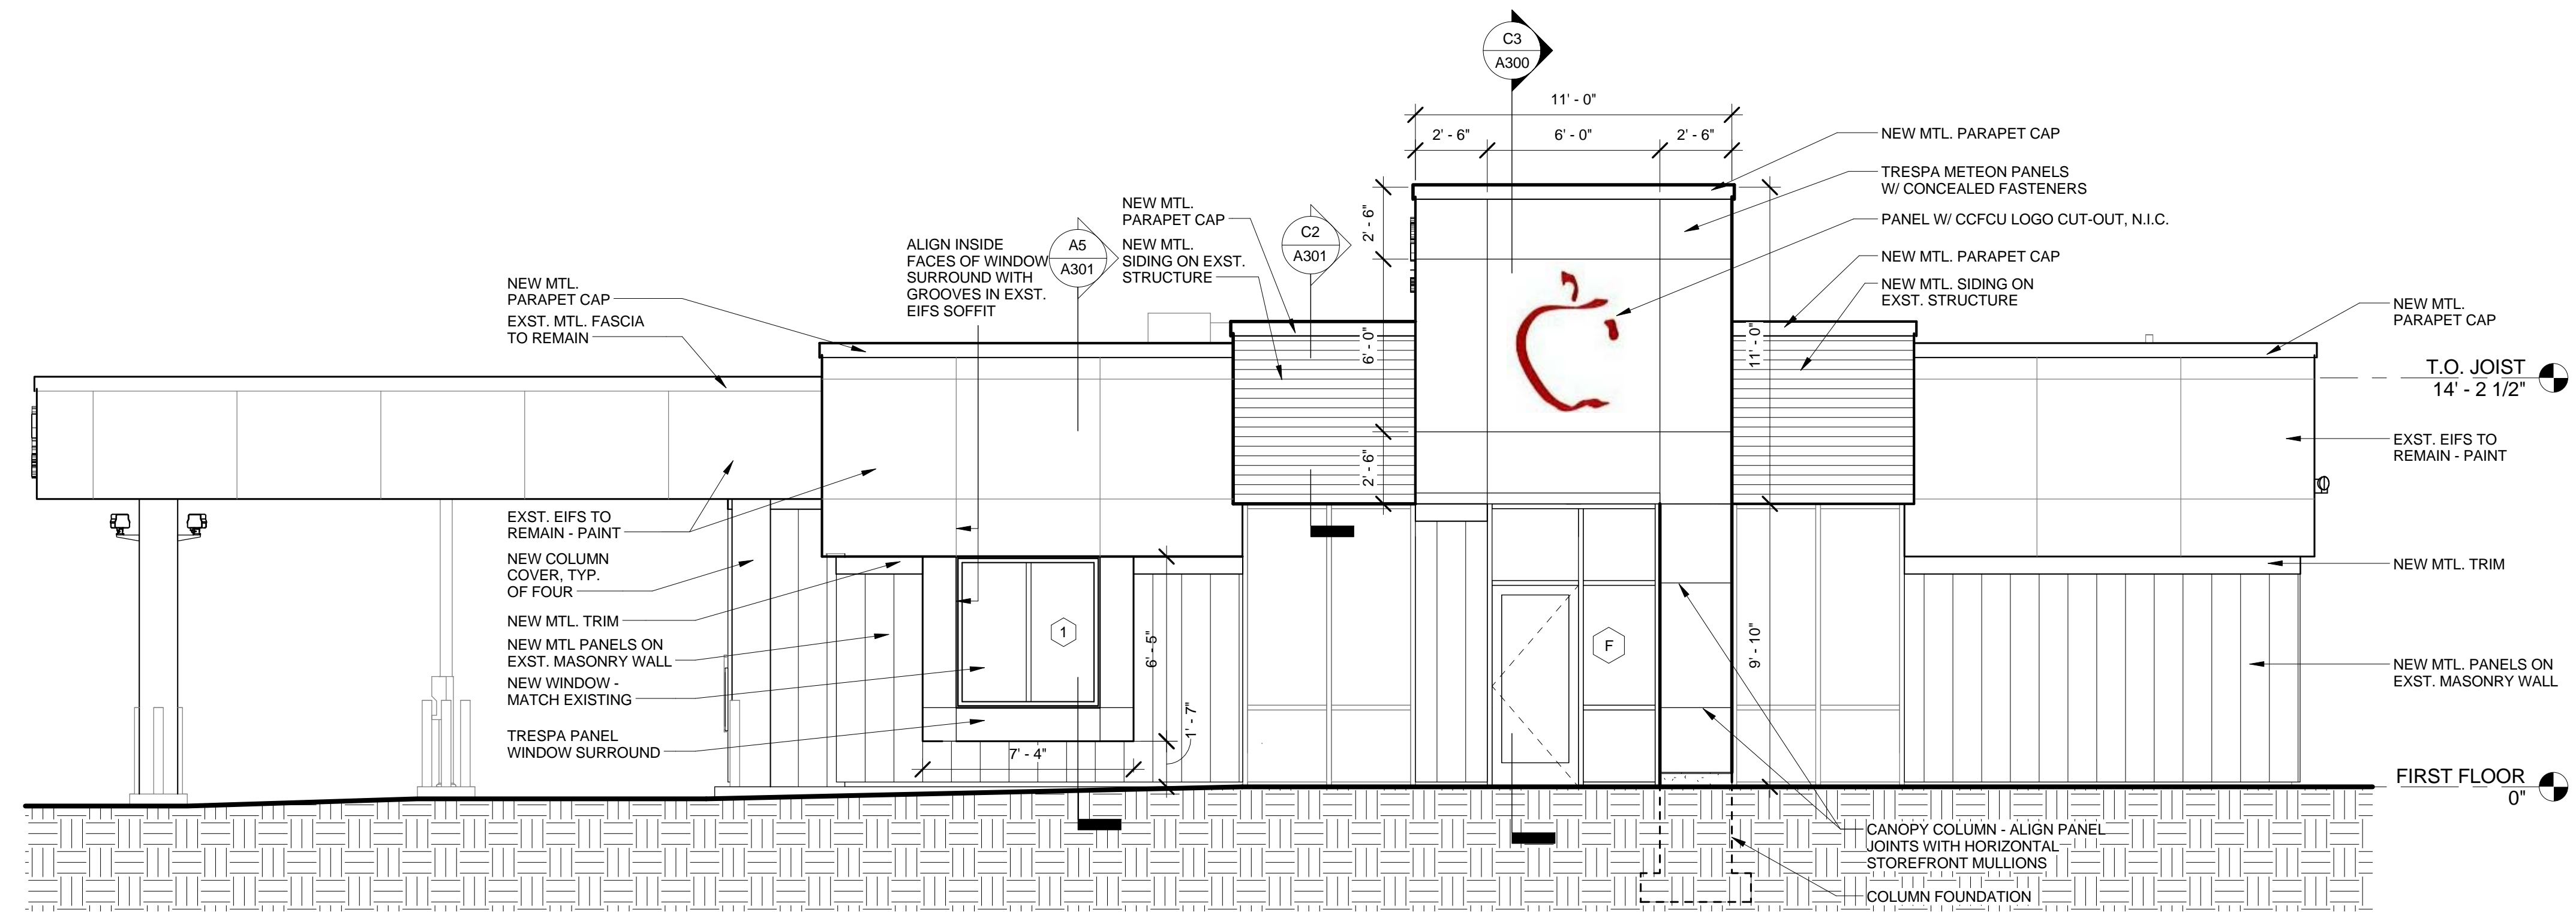 C3
A300
11' - 0"
2' - 6"
6' - 0"
2' - 6"
NEW MTL. PARAPET CAP
TRESPA METEON PANELS
W/ CONCEALED FASTENERS
PANEL W/ CCFCU LOGO CUT-OUT, N.I.C.
NEW MTL. PARAPET CAP
NEW MTL. SIDING ON
EXST. STRUCTURE
2' - 6"
6' - 0"
2' - 6"
11' - 0"
9' - 10"
NEW MTL.
PARAPET CAP
NEW MTL.
SIDING ON EXST.
STRUCTURE
C2
A301
A5
A301
ALIGN INSIDE
FACES OF WINDOW
SURROUND WITH
GROOVES IN EXST.
EIFS SOFFIT
NEW MTL.
PARAPET CAP
EXST. MTL. FASCIA
TO REMAIN
EXST. EIFS TO
REMAIN - PAINT
NEW COLUMN
COVER, TYP.
OF FOUR
NEW MTL. TRIM
NEW MTL PANELS ON
EXST. MASONRY WALL
NEW WINDOW -
MATCH EXISTING
TRESPA PANEL
WINDOW SURROUND
1
6' - 5"
1' - 7"
7' - 4"
F
NEW MTL.
PARAPET CAP
T.O. JOIST
14' - 2 1/2"
EXST. EIFS TO
REMAIN - PAINT
NEW MTL. TRIM
NEW MTL. PANELS ON
EXST. MASONRY WALL
FIRST FLOOR
0"
CANOPY COLUMN - ALIGN PANEL
JOINTS WITH HORIZONTAL
STOREFRONT MULLIONS
COLUMN FOUNDATION